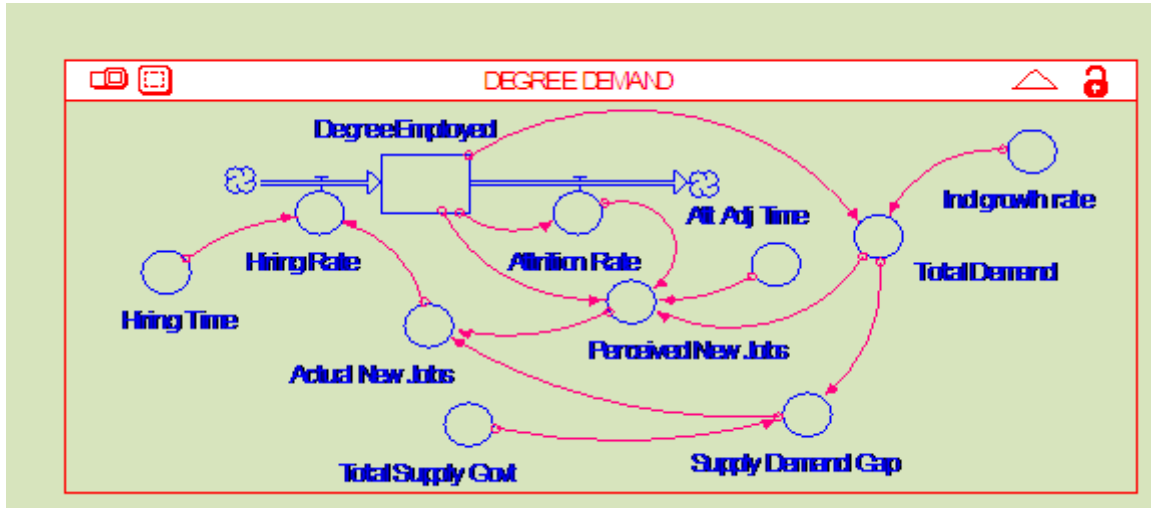 DEGREE DEMAND
Degree Employed
Ind growth rate
Att Adj Time
Hiring Rate
Attrition Rate
Total Demand
Hiring Time
Perceived New Jobs
Actual New Jobs
Supply Demand Gap
Total Supply Govt